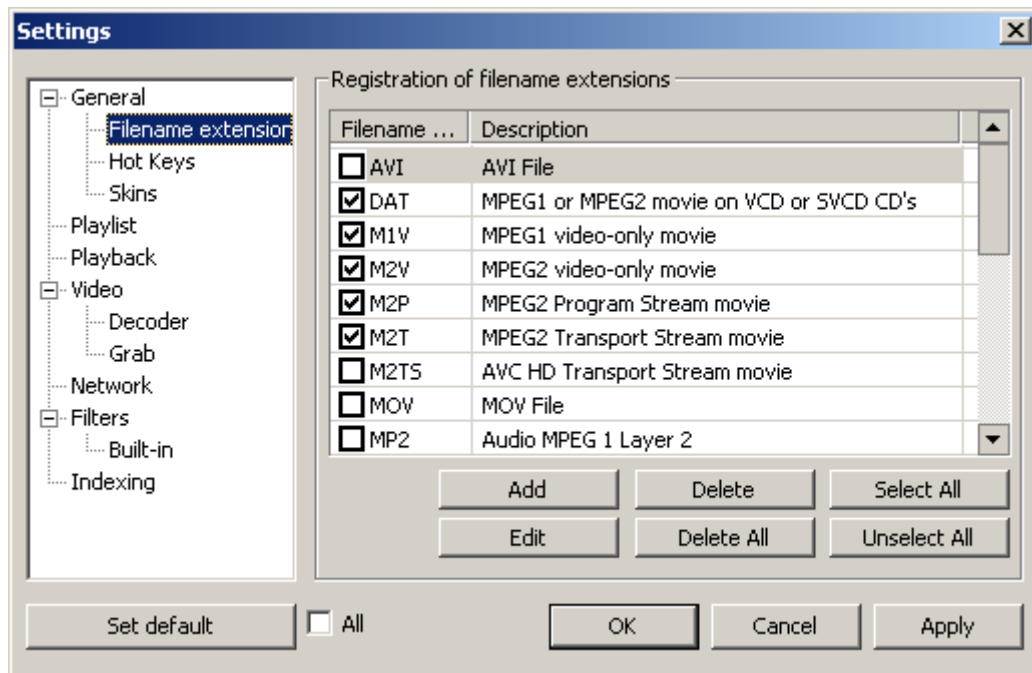 Settings
General
Filename extension
Hot Keys
Skins
Playlist
Playback
Video
Decoder
Grab
Network
Filters
Built-in
Indexing
Registration of filename extensions
Filename ... Description
AVI AVI File
DAT MPEG1 or MPEG2 movie on VCD or SVCD CD's
M1V MPEG1 video-only movie
M2V MPEG2 video-only movie
M2P MPEG2 Program Stream movie
M2T MPEG2 Transport Stream movie
M2TS AVC HD Transport Stream movie
MOV MOV File
MP2 Audio MPEG 1 Layer 2
Add Delete Select All
Edit Delete All Unselect All
Set default All OK Cancel Apply